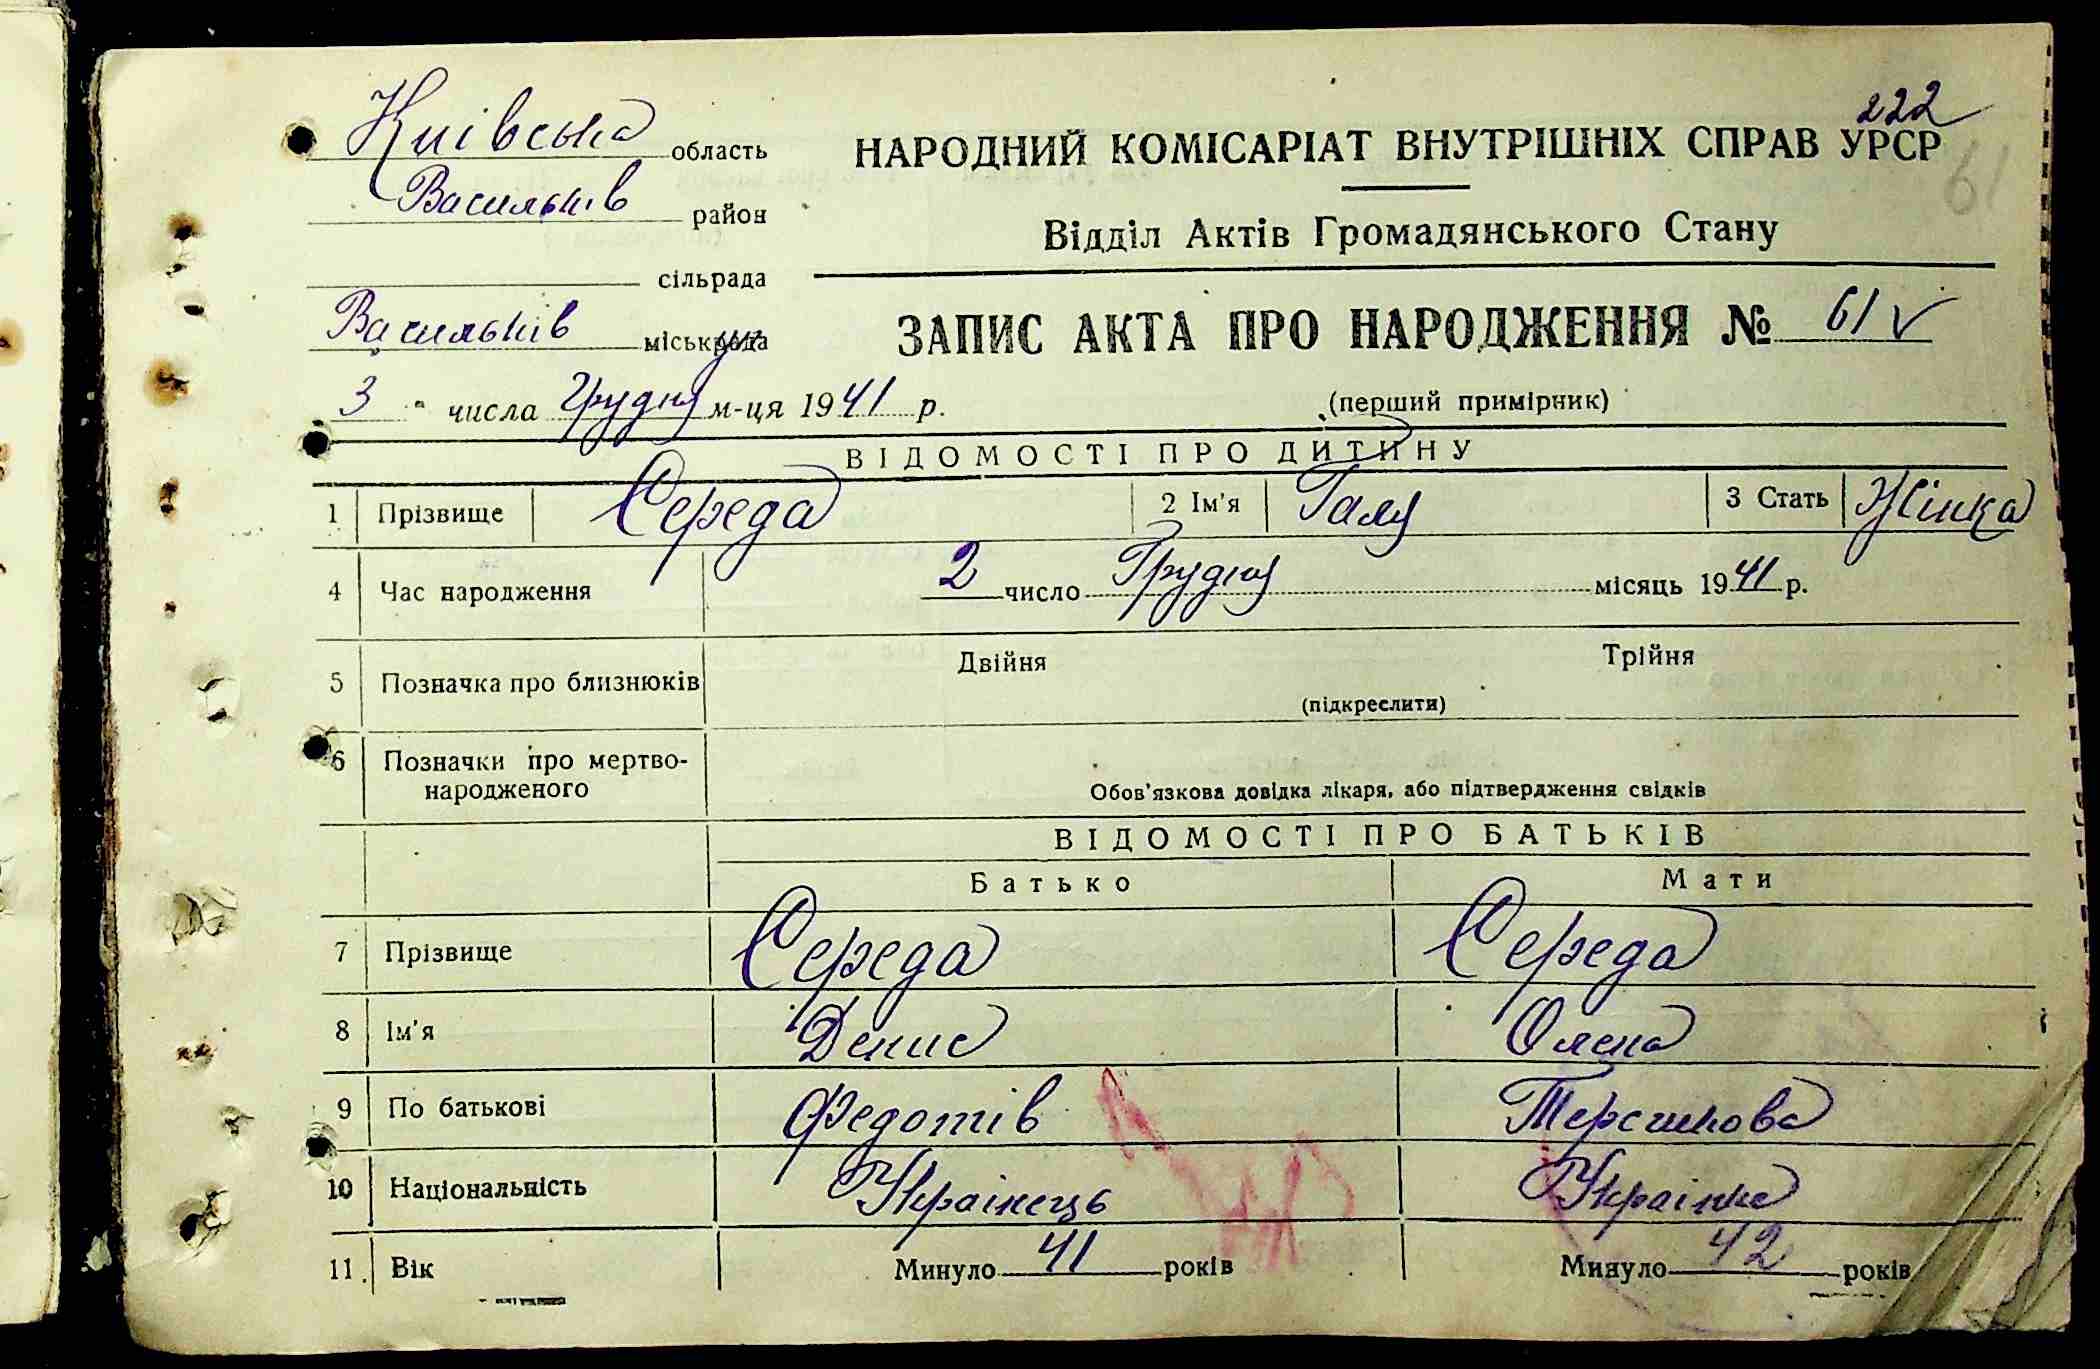 222
Київська область
НАРОДНИЙ КОМІСАРІАТ ВНУТРІШНІХ СПРАВ УРСР
61
Васильків район
Відділ Актів Громадянського Стану
сільрада
Васильків міськрада
ЗАПИС АКТА ПРО НАРОДЖЕННЯ № 61 V
3 " числа Грудня м-ця 1941 р.
(перший примірник)
ВІДОМОСТІ ПРО ДИТИНУ
1 Прізвище Середа 2 Ім'я Галя 3 Стать Жінка
4 Час народження 2 число Грудня місяць 1941 р.
5 Позначка про близнюків Двійня Трійня
(підкреслити)
6 Позначки про мертво-
народженого
Обов'язкова довідка лікаря, або підтвердження свідків
ВІДОМОСТІ ПРО БАТЬКІВ
Батько Мати
7 Прізвище Середа Середа
8 Ім'я Денис Олена
9 По батькові Федотів
10 Національність Украінець Украінка
11. Вік Минуло 41 років Минуло 42 років